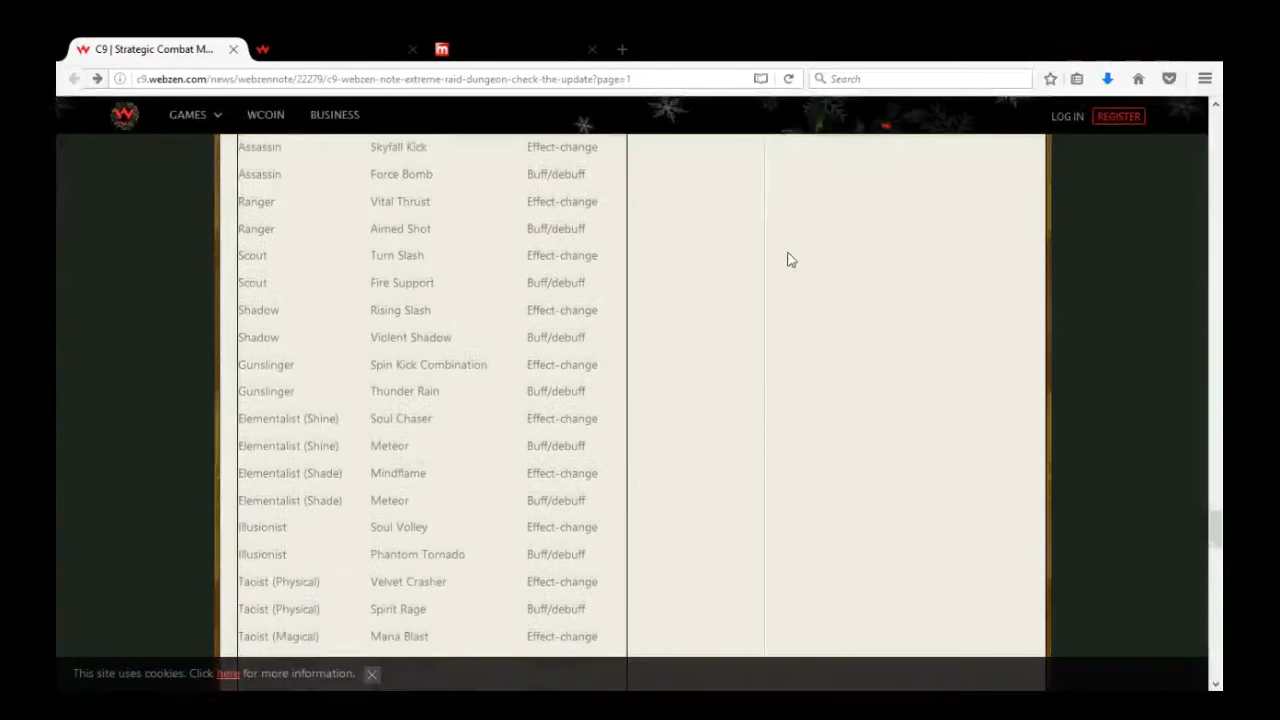 C9 | Strategic Combat M...
c9.webzen.com/news/webzennote/22279/c9-webzen-note-extreme-raid-dungeon-check-the-update?page=1
Search
GAMES WCOIN BUSINESS
LOG IN REGISTER
Assassin Skyfall Kick Effect-change
Assassin Force Bomb Buff/debuff
Ranger Vital Thrust Effect-change
Ranger Aimed Shot Buff/debuff
Scout Turn Slash Effect-change
Scout Fire Support Buff/debuff
Shadow Rising Slash Effect-change
Shadow Violent Shadow Buff/debuff
Gunslinger Spin Kick Combination Effect-change
Gunslinger Thunder Rain Buff/debuff
Elementalist (Shine) Soul Chaser Effect-change
Elementalist (Shine) Meteor Buff/debuff
Elementalist (Shade) Mindflame Effect-change
Elementalist (Shade) Meteor Buff/debuff
Illusionist Soul Volley Effect-change
Illusionist Phantom Tornado Buff/debuff
Taoist (Physical) Velvet Crasher Effect-change
Taoist (Physical) Spirit Rage Buff/debuff
Taoist (Magical) Mana Blast Effect-change
This site uses cookies. Click here for more information.